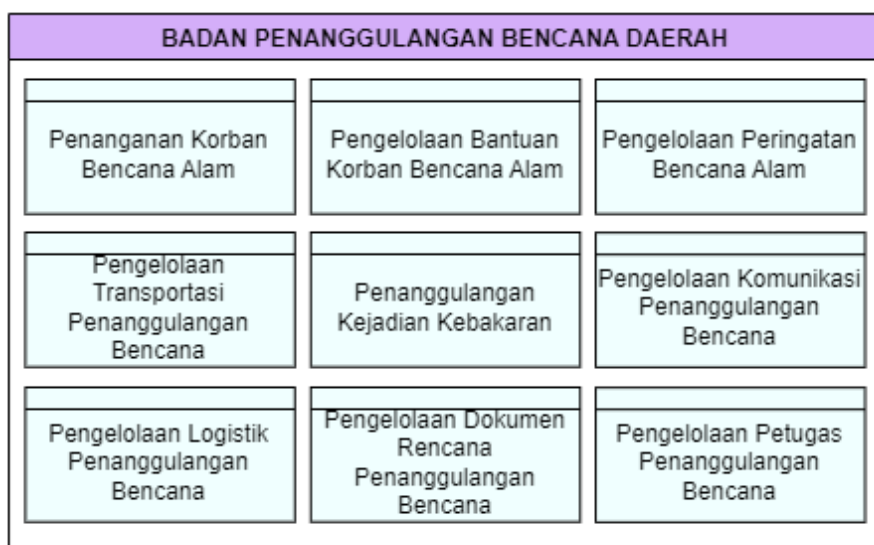 BADAN PENANGGULANGAN BENCANA DAERAH
Penanganan Korban
Bencana Alam
Pengelolaan Bantuan
Korban Bencana Alam
Pengelolaan Peringatan
Bencana Alam
Pengelolaan
Transportasi
Penanggulangan
Bencana
Penanggulangan
Kejadian Kebakaran
Pengelolaan Komunikasi
Penanggulangan
Bencana
Pengelolaan Logistik
Penanggulangan
Bencana
Pengelolaan Dokumen
Rencana
Penanggulangan
Bencana
Pengelolaan Petugas
Penanggulangan
Bencana